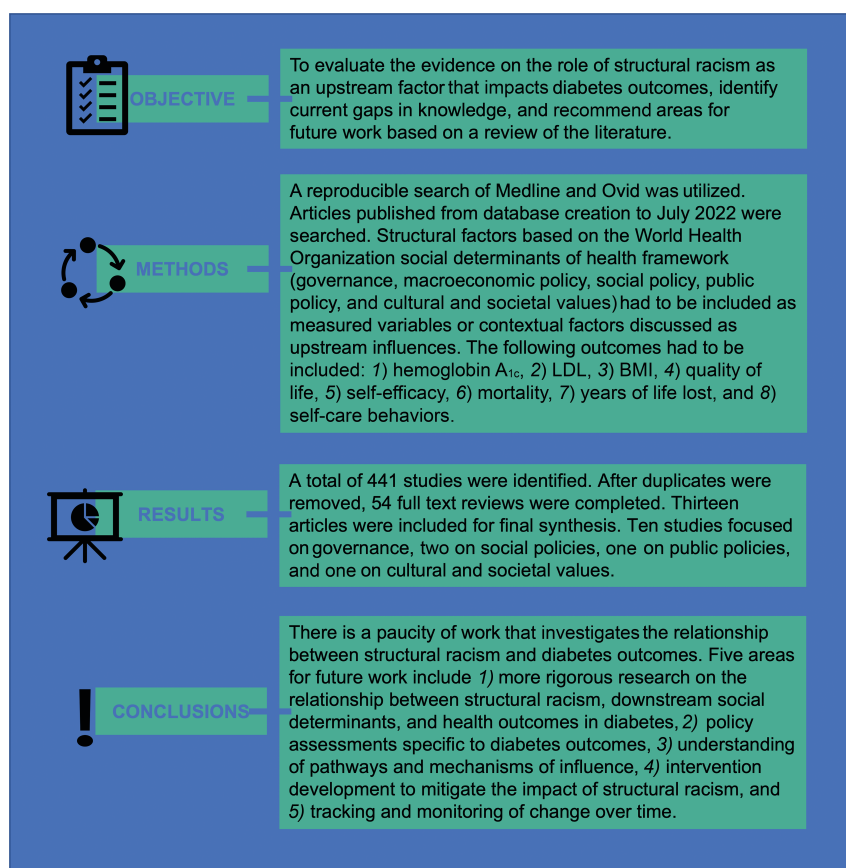 OBJECTIVE
To evaluate the evidence on the role of structural racism as
an upstream factor that impacts diabetes outcomes, identify
current gaps in knowledge, and recommend areas for
future work based on a review of the literature.
METHODS
A reproducible search of Medline and Ovid was utilized.
Articles published from database creation to July 2022 were
searched. Structural factors based on the World Health
Organization social determinants of health framework
(governance, macroeconomic policy, social policy, public
policy, and cultural and societal values) had to be included as
measured variables or contextual factors discussed as
upstream influences. The following outcomes had to be
included: 1) hemoglobin A1c, 2) LDL, 3) BMI, 4) quality of
life, 5) self-efficacy, 6) mortality, 7) years of life lost, and 8)
self-care behaviors.
RESULTS
A total of 441 studies were identified. After duplicates were
removed, 54 full text reviews were completed. Thirteen
articles were included for final synthesis. Ten studies focused
on governance, two on social policies, one on public policies,
and one on cultural and societal values.
CONCLUSIONS
There is a paucity of work that investigates the relationship
between structural racism and diabetes outcomes. Five areas
for future work include 1) more rigorous research on the
relationship between structural racism, downstream social
determinants, and health outcomes in diabetes, 2) policy
assessments specific to diabetes outcomes, 3) understanding
of pathways and mechanisms of influence, 4) intervention
development to mitigate the impact of structural racism, and
5) tracking and monitoring of change over time.